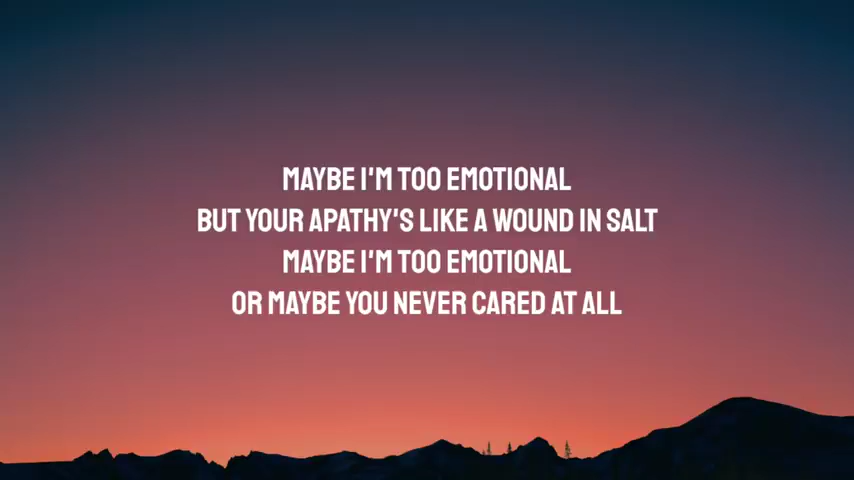 MAYBE I'M TOO EMOTIONAL
BUT YOUR APATHY'S LIKE A WOUND IN SALT
MAYBE I'M TOO EMOTIONAL
OR MAYBE YOU NEVER CARED AT ALL